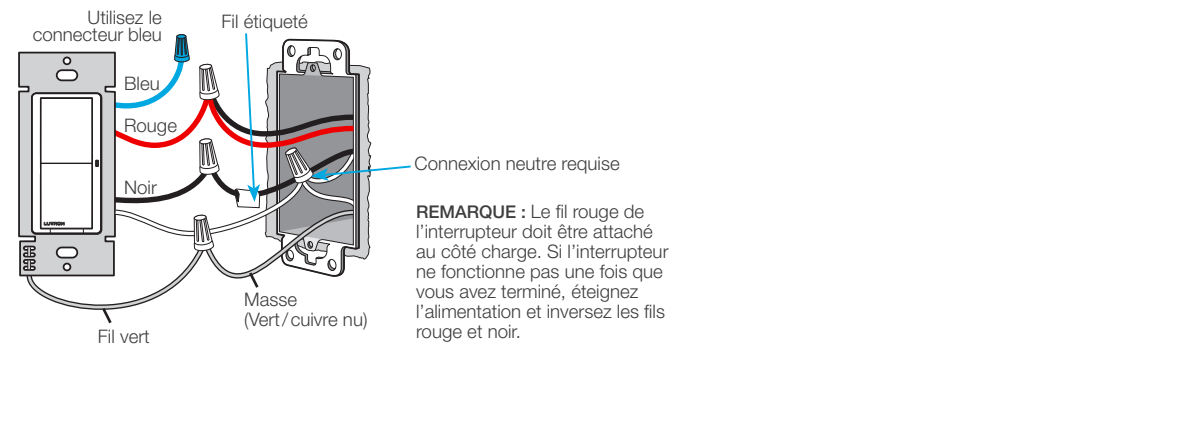 Utilisez le
connecteur bleu
Fil étiqueté
Bleu
Rouge
Noir
LUTRON
Connexion neutre requise
REMARQUE : Le fil rouge de
l’interrupteur doit être attaché
au côté charge. Si l’interrupteur
ne fonctionne pas une fois que
vous avez terminé, éteignez
l’alimentation et inversez les fils
rouge et noir.
Masse
(Vert/cuivre nu)
Fil vert